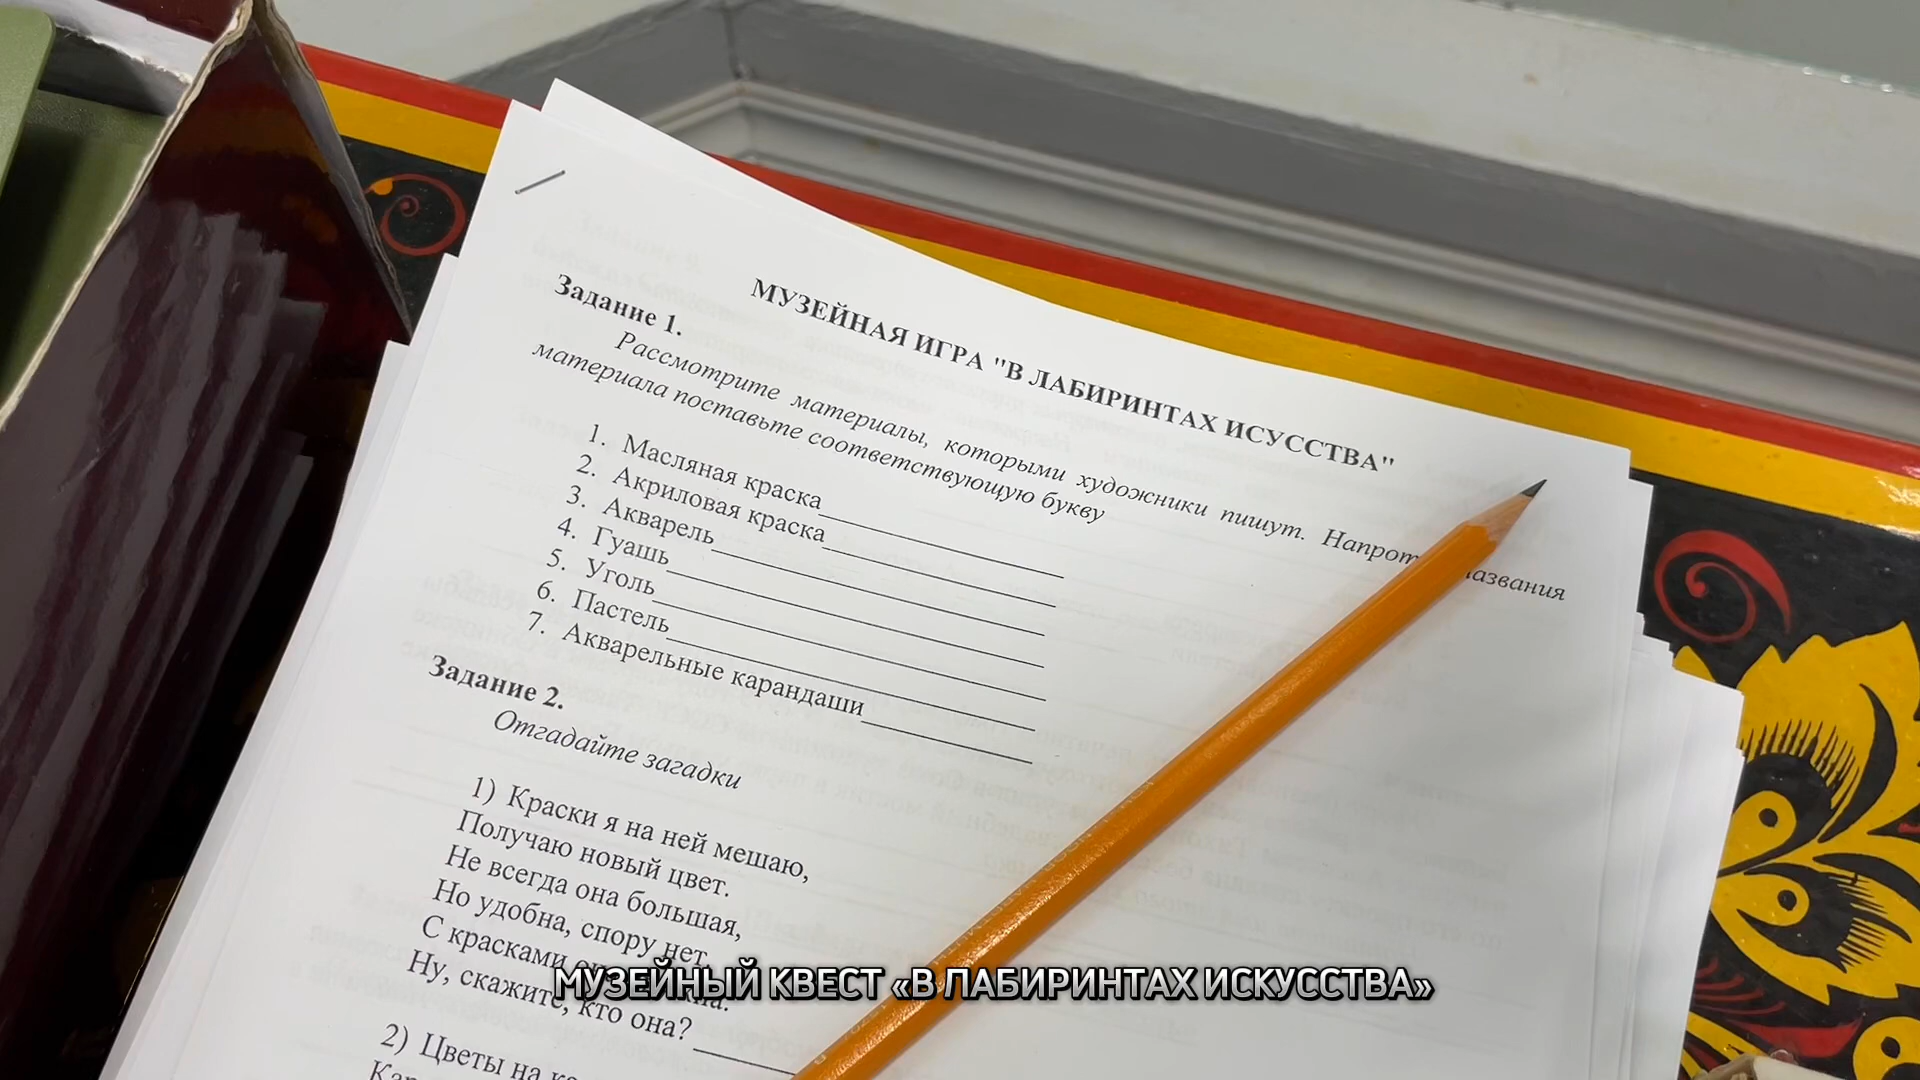 МУЗЕЙНАЯ ИГРА "В ЛАБИРИНТАХ ИСУССТВА"
Задание 1.
Рассмотрите материалы, которыми художники пишут. Напрот названия
материала поставьте соответствующую букву
1. Масляная краска
2. Акриловая краска
3. Акварель
4. Гуашь
5. Уголь
6. Пастель
7. Акварельные карандаши
Задание 2.
Отгадайте загадки
1) Краски я на ней мешаю,
Получаю новый цвет.
Не всегда она большая,
Но удобна, спору нет.
С красками
Ну, скажите, кто она?
2) Цветы на
МУЗЕЙНЫЙ КВЕСТ «В ЛАБИРИНТАХ ИСКУССТВА»